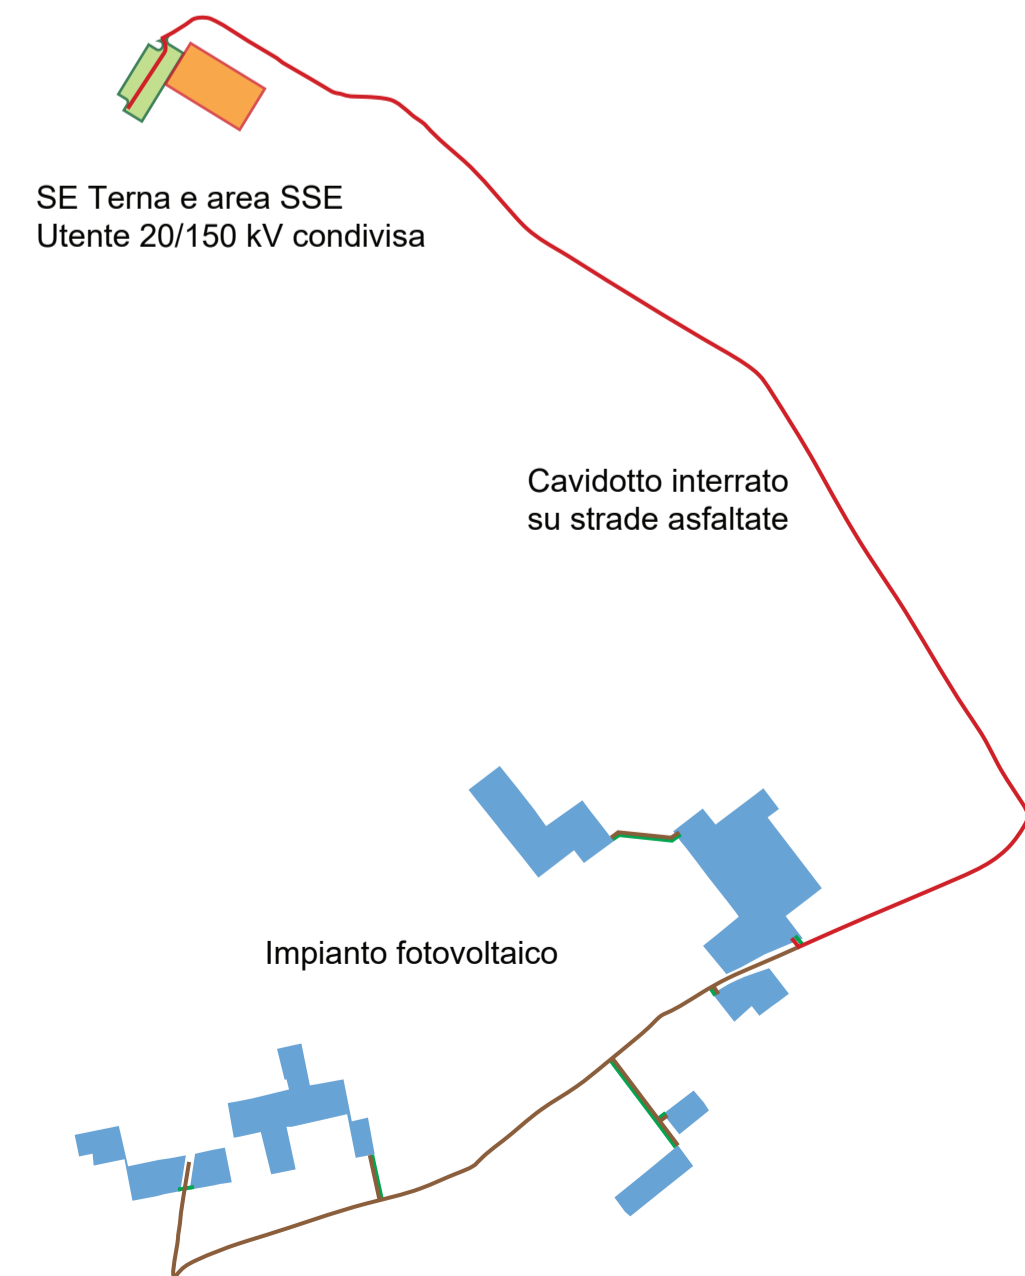 SE Terna e area SSE
Utente 20/150 kV condivisa
Cavidotto interrato
su strade asfaltate
Impianto fotovoltaico